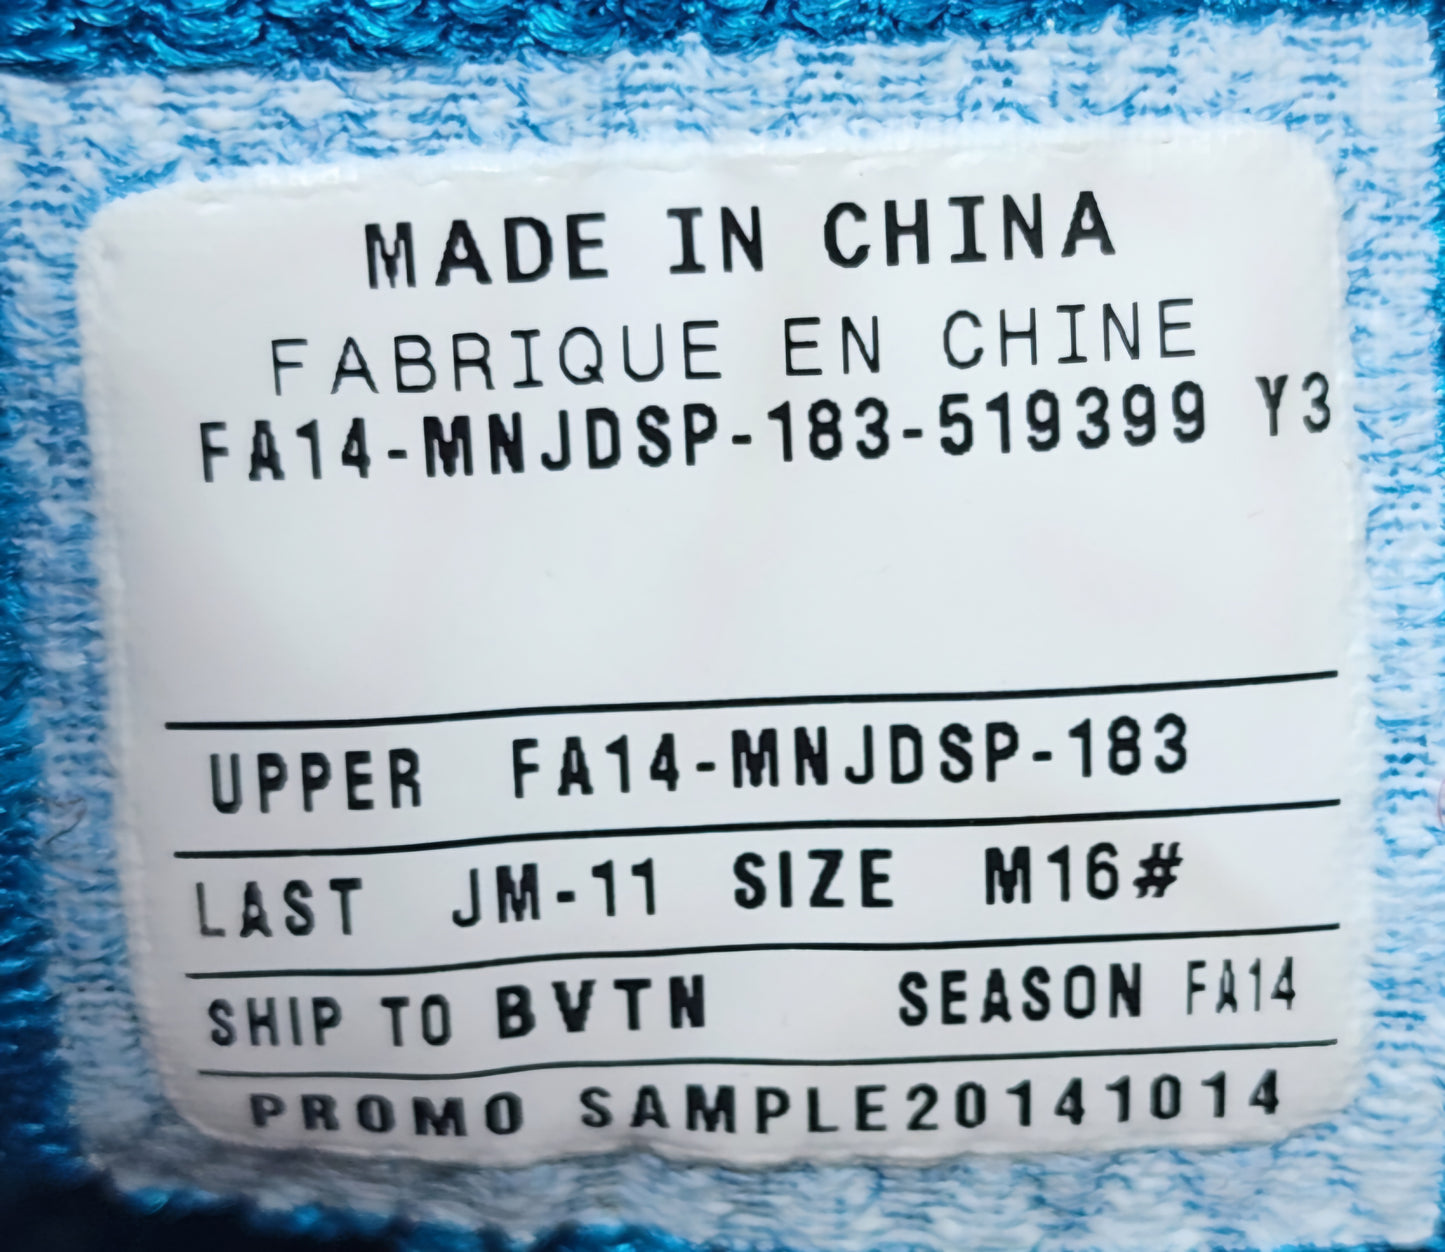 MADE IN CHINA
FABRIQUE EN CHINE
FA14-MNJDSP-183-519399 Y3
UPPER FA14-MNJDSP-183
LAST JM-11 SIZE M16#
SHIP TO BVTN SEASON FA14
PROMO SAMPLE20141014